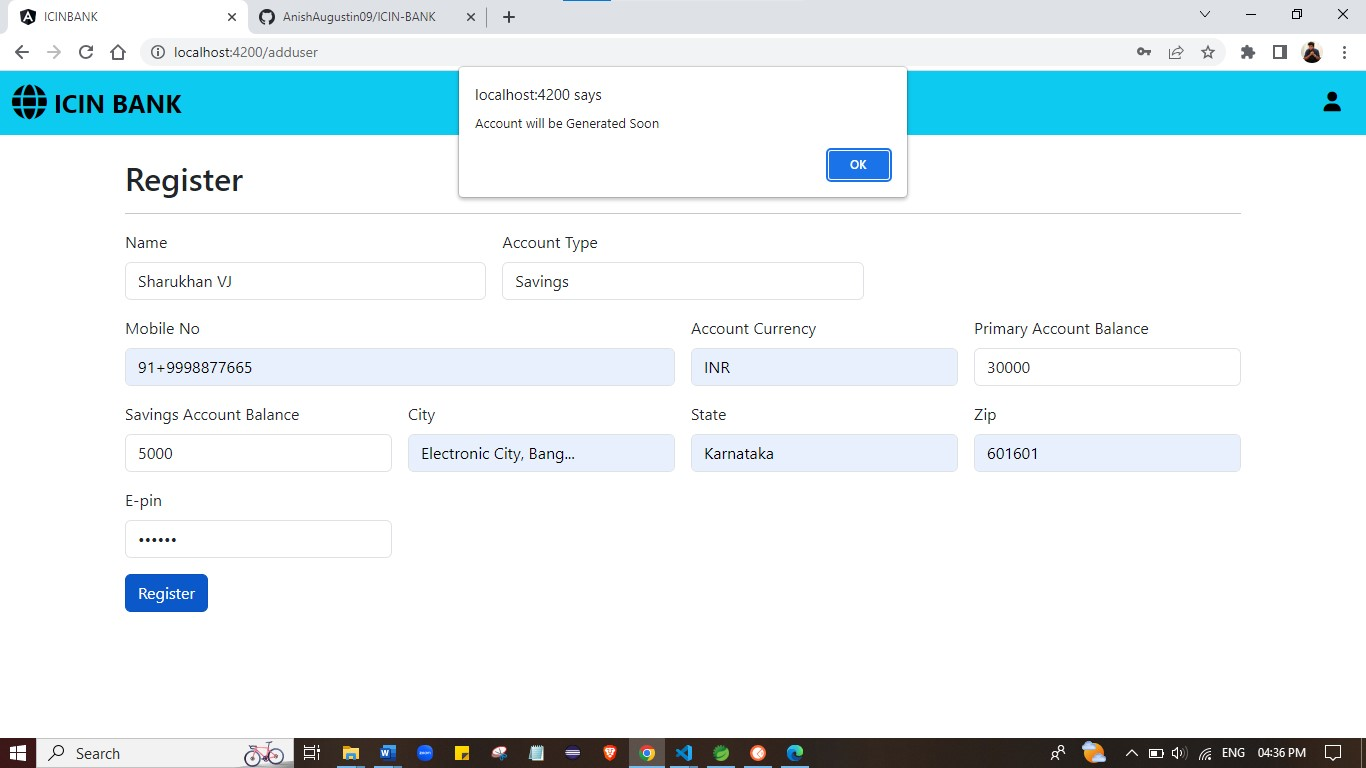 ICINBANK
AnishAugustin09/ICIN-BANK
localhost:4200/adduser
ICIN BANK
localhost:4200 says
Account will be Generated Soon
OK
Register
Name
Account Type
Sharukhan VJ
Savings
Mobile No
Account Currency
Primary Account Balance
91+9998877665
INR
30000
Savings Account Balance
City
State
Zip
5000
Electronic City, Bang...
Karnataka
601601
E-pin
••••••
Register
Search
ENG
04:36 PM